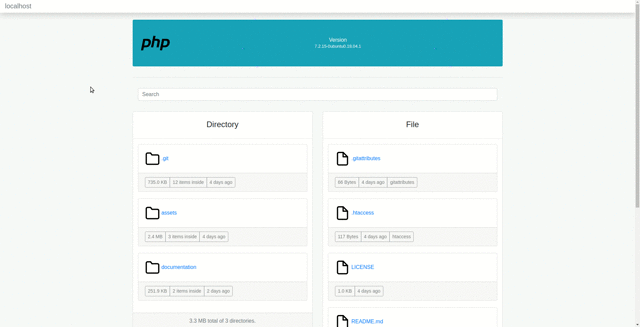 localhost
php
Version
7.2.19-0ubuntu0.18.04.1
Search
Directory
File
.git
735.0 KB 12 items inside 4 days ago
.gitattributes
66 Bytes 4 days ago gitattributes
assets
2.4 MB 3 items inside 4 days ago
.htaccess
117 Bytes 4 days ago htaccess
documentation
251.9 KB 2 items inside 2 days ago
LICENSE
1.0 KB 4 days ago
3.3 MB total of 3 directories.
README.md